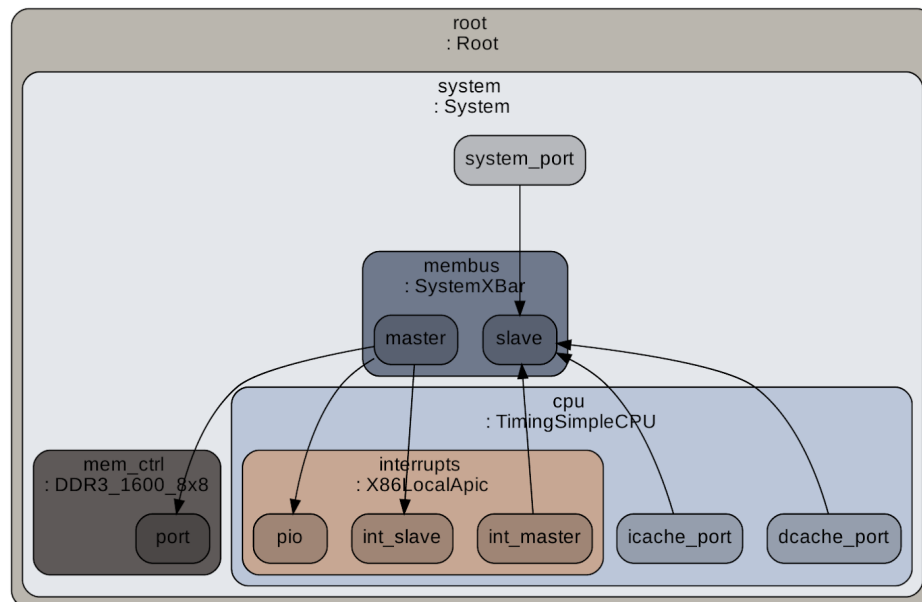 root
: Root
system
: System
system_port
membus
: SystemXBar
master
slave
cpu
: TimingSimpleCPU
mem_ctrl
: DDR3_1600_8x8
port
interrupts
: X86LocalApic
pio
int_slave
int_master
icache_port
dcache_port